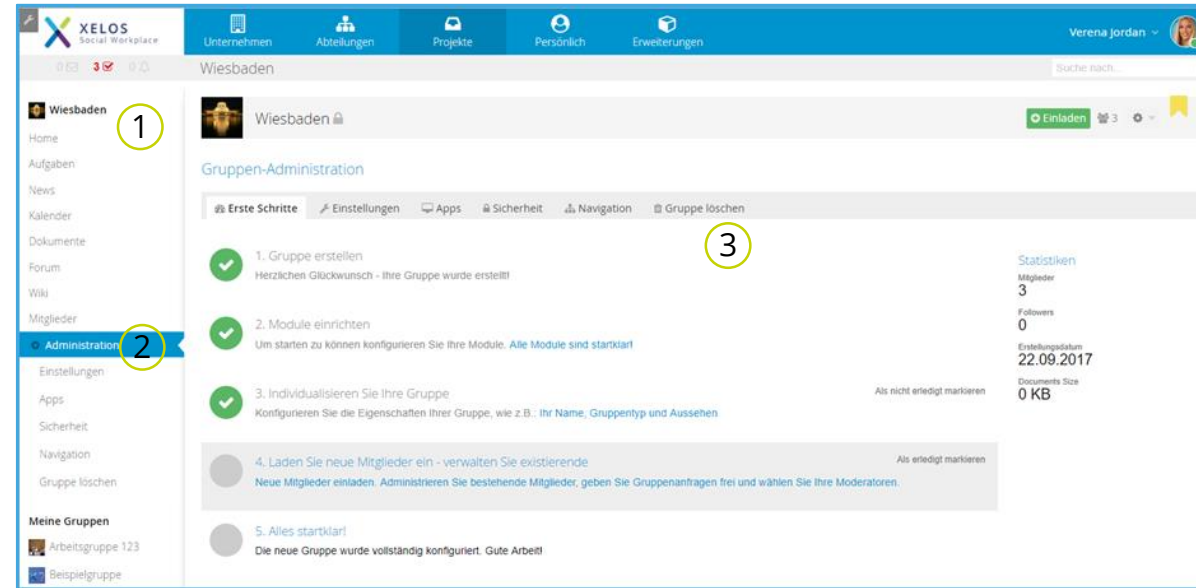 XELOS
Social Workplace
Unternehmen
Abteilungen
Projekte
Persönlich
Erweiterungen
Verena Jordan
0 3 0
Wiesbaden
Suche nach...
Wiesbaden
1
Home
Aufgaben
News
Kalender
Dokumente
Forum
Wiki
Mitglieder
Administration
2
Einstellungen
Apps
Sicherheit
Navigation
Gruppe löschen
Meine Gruppen
Arbeitsgruppe 123
Beispielgruppe
Wiesbaden
Einladen 3
Gruppen-Administration
Erste Schritte Einstellungen Apps Sicherheit Navigation Gruppe löschen
3
1. Gruppe erstellen
Herzlichen Glückwunsch - Ihre Gruppe wurde erstellt!
2. Module einrichten
Um starten zu können konfigurieren Sie Ihre Module. Alle Module sind startklar!
3. Individualisieren Sie Ihre Gruppe
Als nicht erledigt markieren
Konfigurieren Sie die Eigenschaften Ihrer Gruppe, wie z.B.: Ihr Name, Gruppentyp und Aussehen
4. Laden Sie neue Mitglieder ein - verwalten Sie existierende
Als erledigt markieren
Neue Mitglieder einladen. Administrieren Sie bestehende Mitglieder, geben Sie Gruppenanfragen frei und wählen Sie Ihre Moderatoren.
5. Alles startklar!
Die neue Gruppe wurde vollständig konfiguriert. Gute Arbeit!
Statistiken
Mitglieder
3
Followers
0
Erstellungsdatum
22.09.2017
Documents Size
0 KB